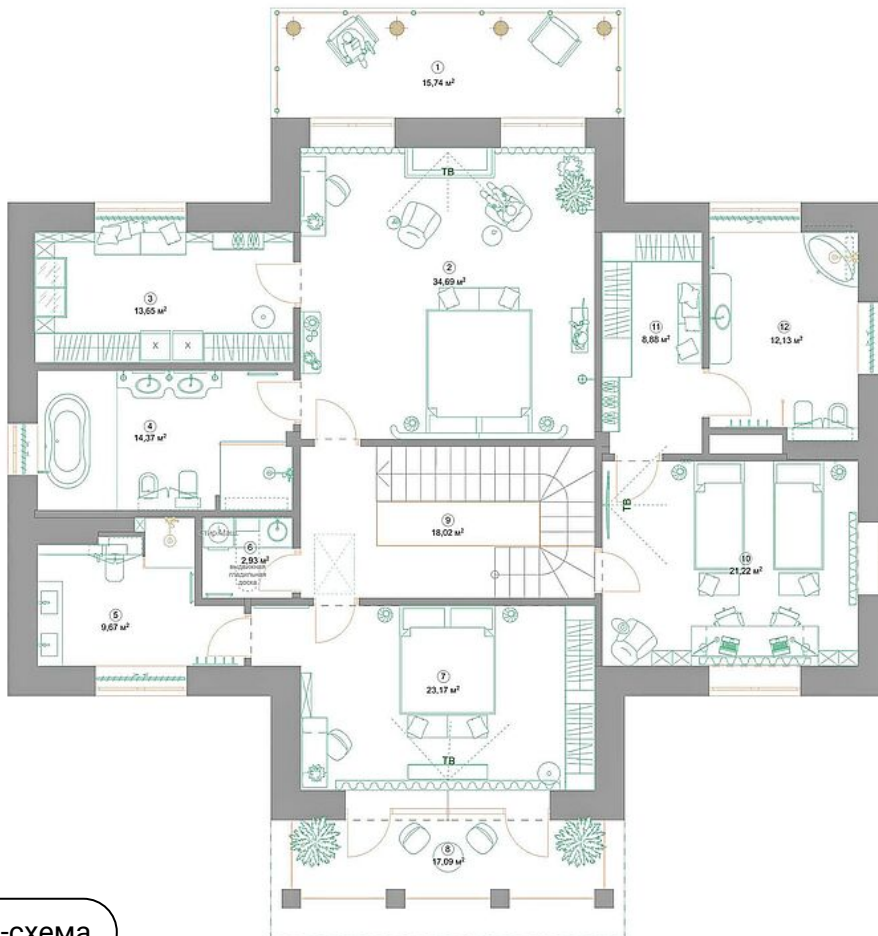 1
15,74 м²
ТВ
2
34,69 м²
3
13,65 м²
X X
11
8,88 м²
12
12,13 м²
4
14,37 м²
ТВ
9
18,02 м²
6
2,93 м²
выдвижная
гладильная
доска
10
21,22 м²
5
9,67 м²
7
23,17 м²
ТВ
8
17,09 м²
-схема